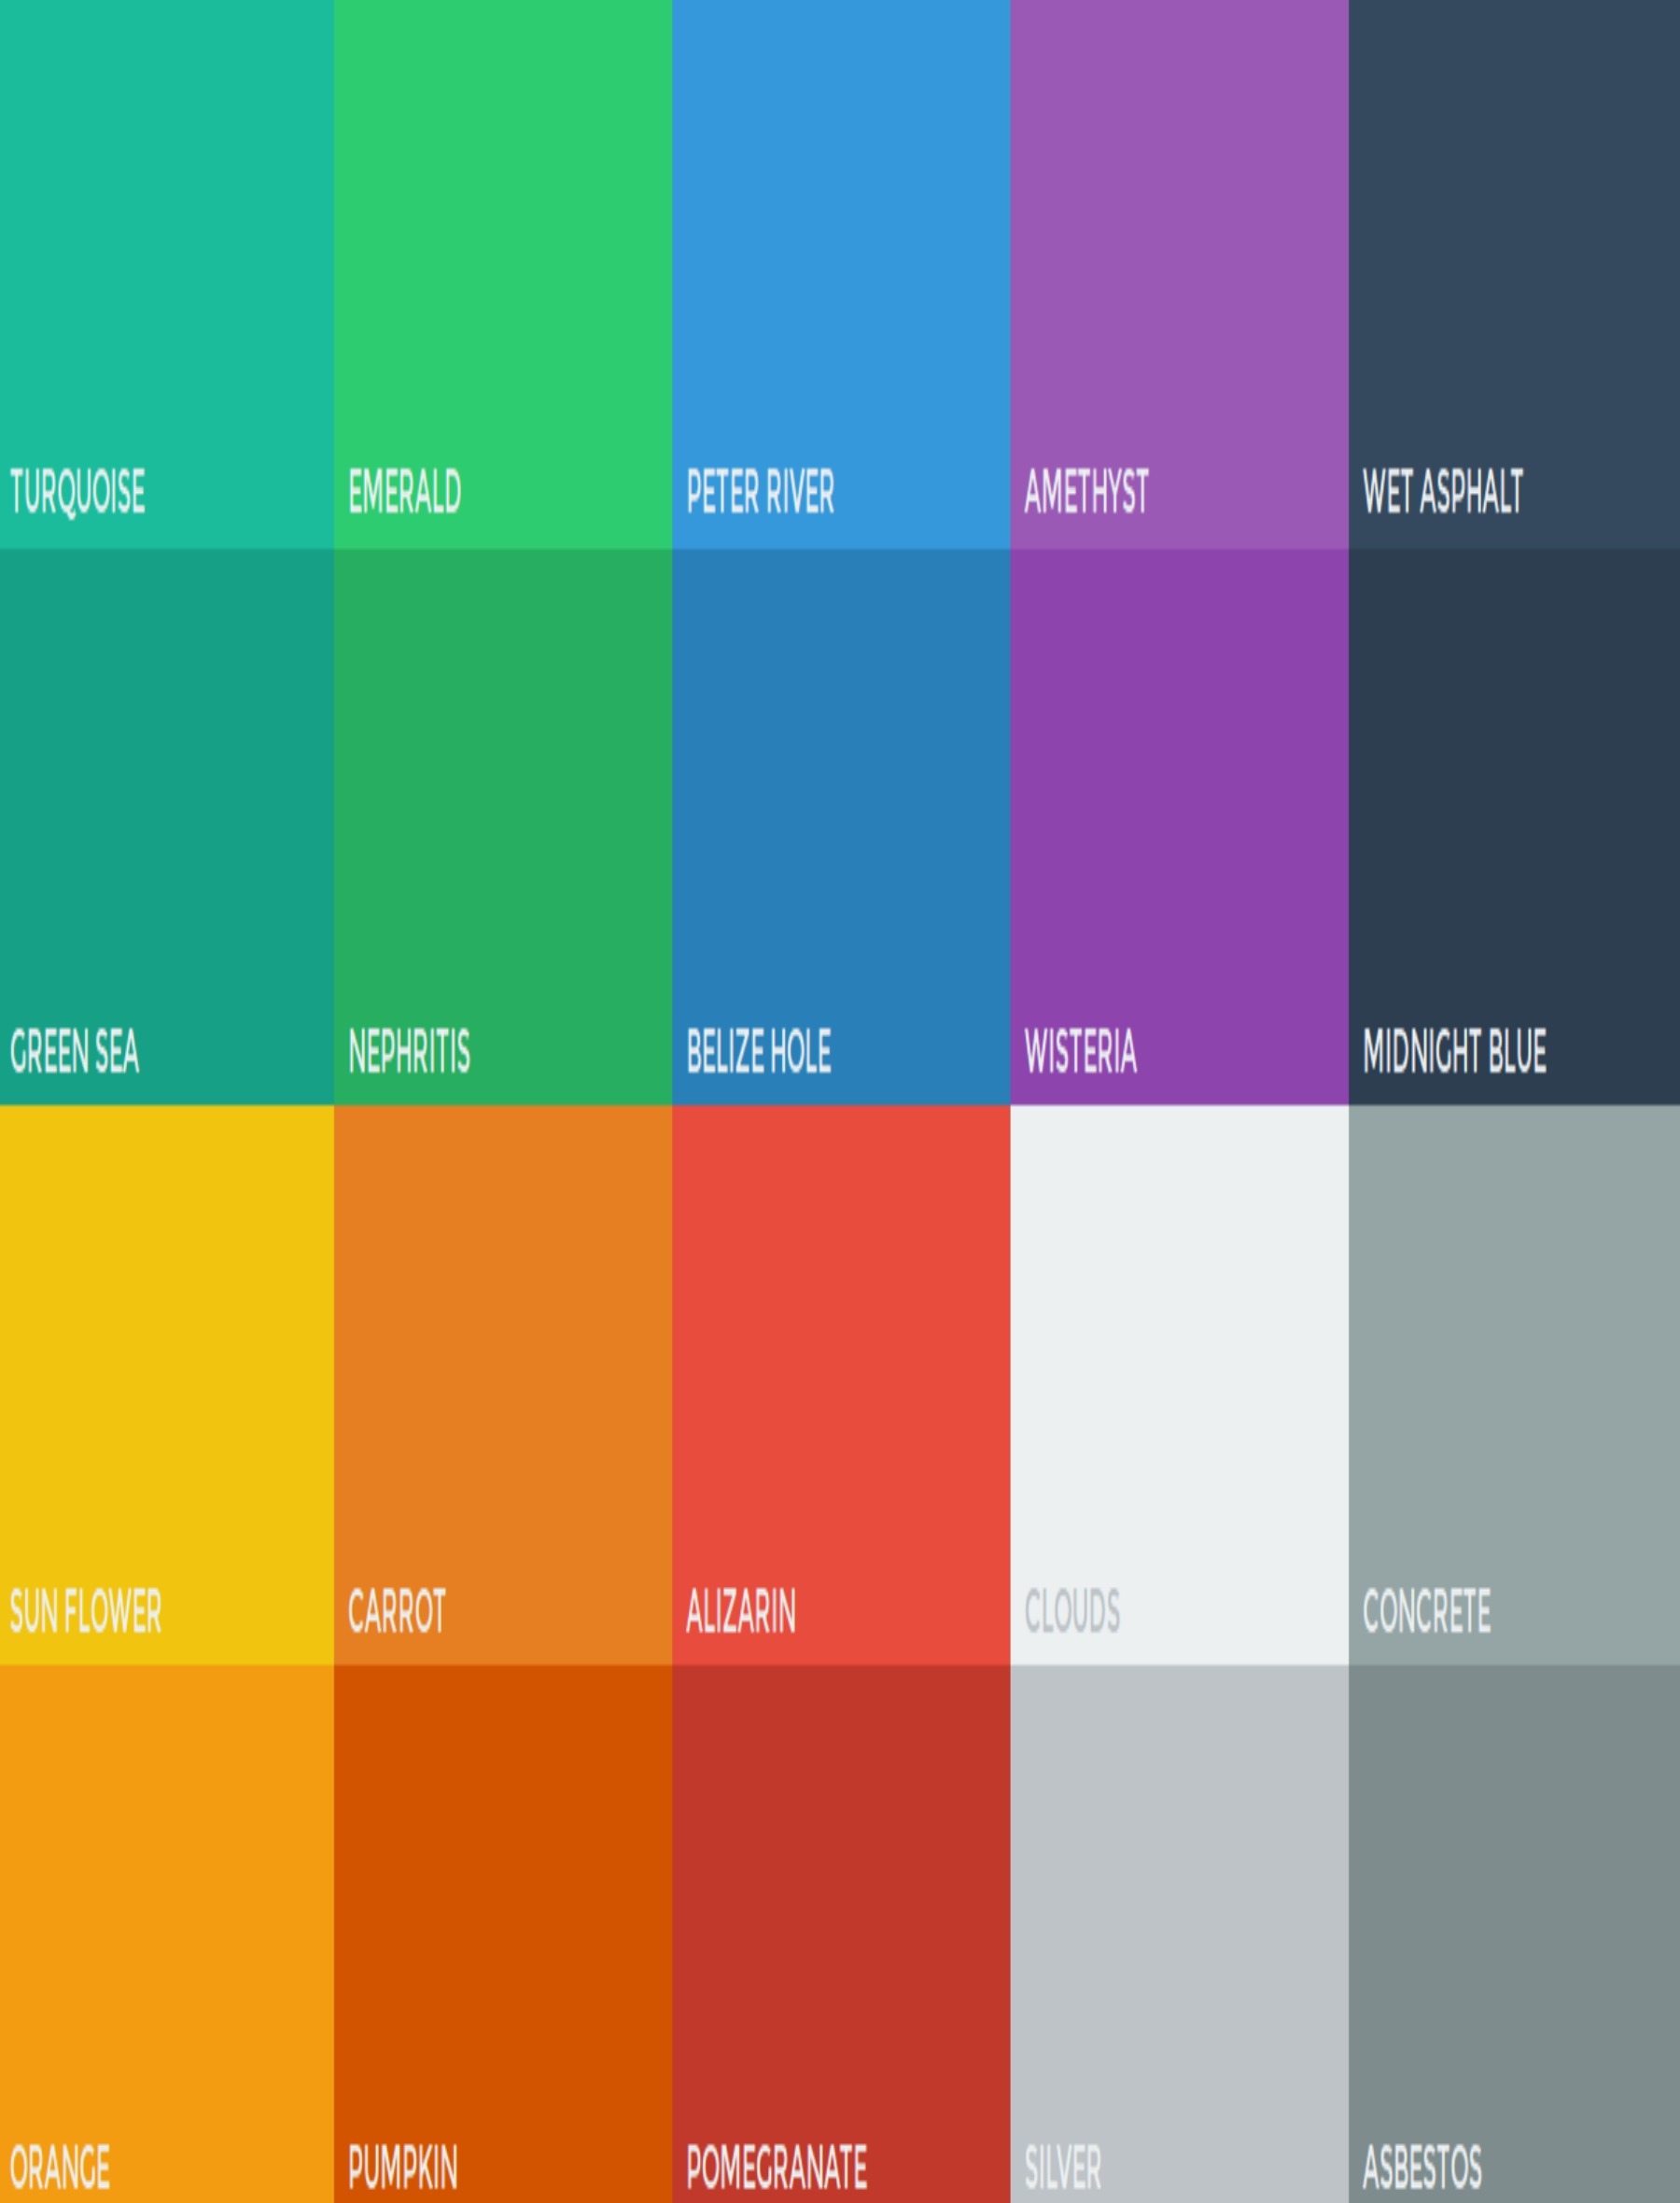 TURQUOISE
EMERALD
PETER RIVER
AMETHYST
WET ASPHALT
GREEN SEA
NEPHRITIS
BELIZE HOLE
WISTERIA
MIDNIGHT BLUE
SUN FLOWER
CARROT
ALIZARIN
CLOUDS
CONCRETE
ORANGE
PUMPKIN
POMEGRANATE
SILVER
ASBESTOS